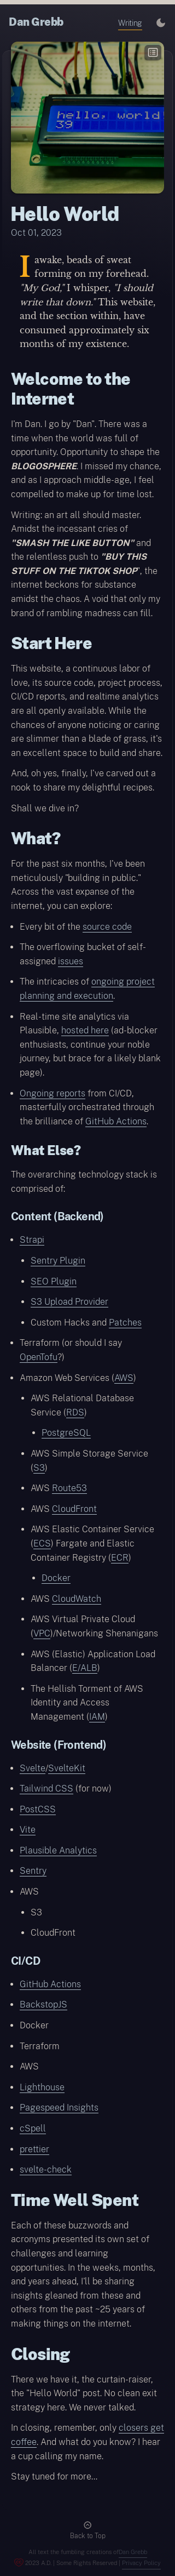 Dan Grebb
Writing
hello, world
39
Hello World
Oct 01, 2023
I awake, beads of sweat
forming on my forehead.
"My God," I whisper, "I should
write that down." This website,
and the section within, have
consumed approximately six
months of my existence.
Welcome to the
Internet
I'm Dan. I go by "Dan". There was a
time when the world was full of
opportunity. Opportunity to shape the
BLOGOSPHERE. I missed my chance,
and as I approach middle-age, I feel
compelled to make up for time lost.
Writing: an art all should master.
Amidst the incessant cries of
"SMASH THE LIKE BUTTON" and
the relentless push to "BUY THIS
STUFF ON THE TIKTOK SHOP", the
internet beckons for substance
amidst the chaos. A void that only my
brand of rambling madness can fill.
Start Here
This website, a continuous labor of
love, its source code, project process,
CI/CD reports, and realtime analytics
are all openly available. While the
chances of anyone noticing or caring
are slimmer than a blade of grass, it's
an excellent space to build and share.
And, oh yes, finally, I've carved out a
nook to share my delightful recipes.
Shall we dive in?
What?
For the past six months, I've been
meticulously "building in public."
Across the vast expanse of the
internet, you can explore:
• Every bit of the source code
• The overflowing bucket of self-
assigned issues
• The intricacies of ongoing project
planning and execution.
• Real-time site analytics via
Plausible, hosted here (ad-blocker
enthusiasts, continue your noble
journey, but brace for a likely blank
page).
• Ongoing reports from CI/CD,
masterfully orchestrated through
the brilliance of GitHub Actions.
What Else?
The overarching technology stack is
comprised of:
Content (Backend)
• Strapi
• Sentry Plugin
• SEO Plugin
• S3 Upload Provider
• Custom Hacks and Patches
• Terraform (or should I say
OpenTofu?)
• Amazon Web Services (AWS)
• AWS Relational Database
Service (RDS)
• PostgreSQL
• AWS Simple Storage Service
(S3)
• AWS Route53
• AWS CloudFront
• AWS Elastic Container Service
(ECS) Fargate and Elastic
Container Registry (ECR)
• Docker
• AWS CloudWatch
• AWS Virtual Private Cloud
(VPC)/Networking Shenanigans
• AWS (Elastic) Application Load
Balancer (E/ALB)
• The Hellish Torment of AWS
Identity and Access
Management (IAM)
Website (Frontend)
• Svelte/SvelteKit
• Tailwind CSS (for now)
• PostCSS
• Vite
• Plausible Analytics
• Sentry
• AWS
• S3
• CloudFront
CI/CD
• GitHub Actions
• BackstopJS
• Docker
• Terraform
• AWS
• Lighthouse
• Pagespeed Insights
• cSpell
• prettier
• svelte-check
Time Well Spent
Each of these buzzwords and
acronyms presented its own set of
challenges and learning
opportunities. In the weeks, months,
and years ahead, I'll be sharing
insights gleaned from these and
others from the past ~25 years of
making things on the internet.
Closing
There we have it, the curtain-raiser,
the "Hello World" post. No clean exit
strategy here. We never talked.
In closing, remember, only closers get
coffee. And what do you know? I hear
a cup calling my name.
Stay tuned for more...
Back to Top
2023 A.D. | Some Rights Reserved | Privacy Policy